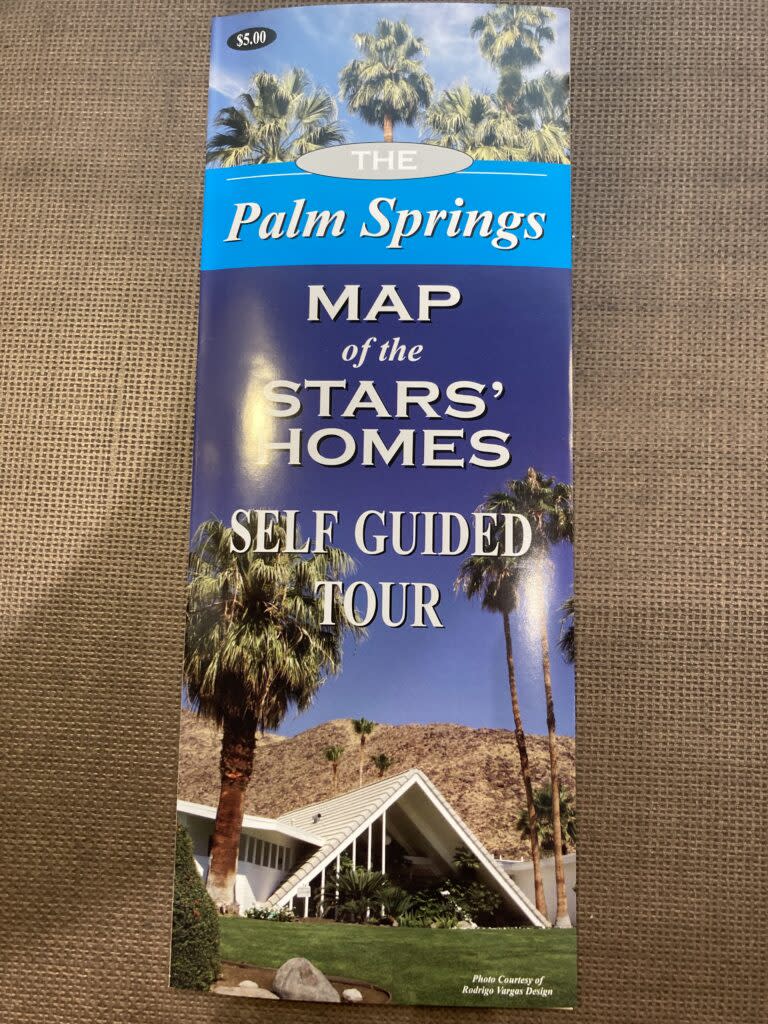 $5.00
THE
Palm Springs
MAP
of the
STARS’
HOMES
SELF GUIDED
TOUR
Photo Courtesy of
Rodrigo Vargas Design